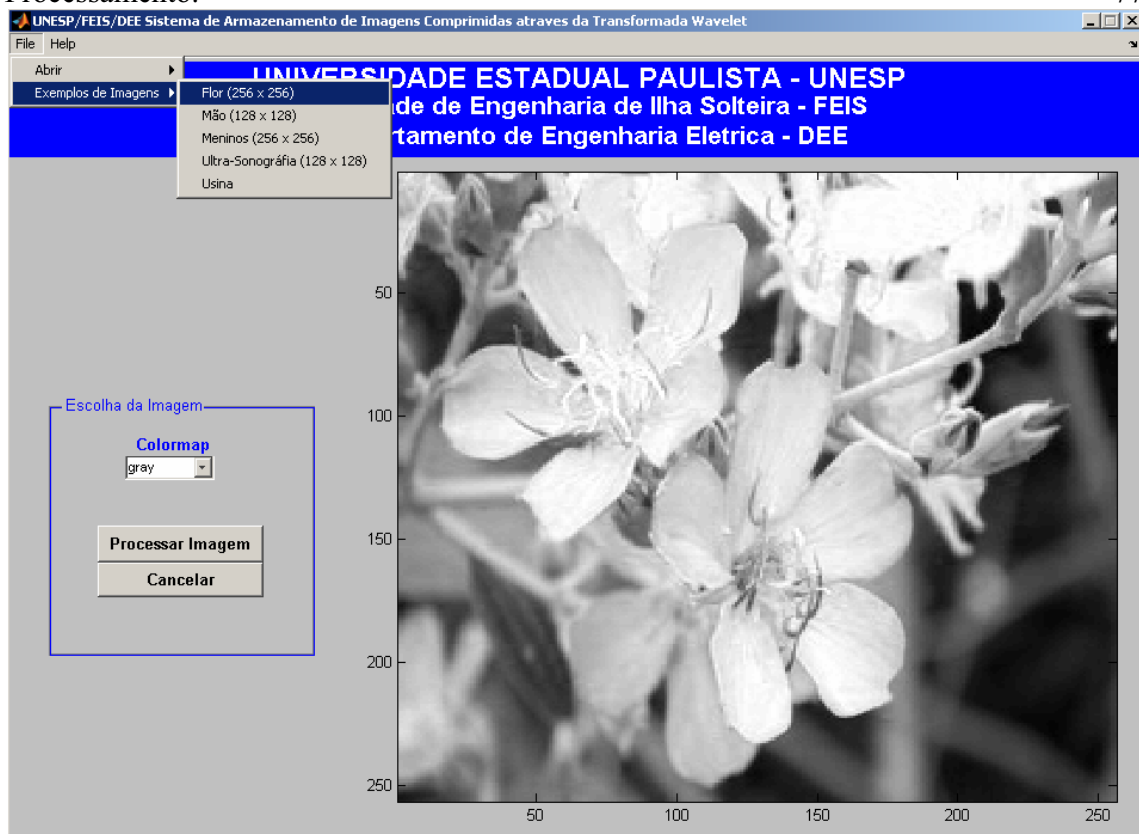 Processamento.
UNESP/FEIS/DEE Sistema de Armazenamento de Imagens Comprimidas atraves da Transformada Wavelet
File Help
Abrir
Exemplos de Imagens
Flor (256 x 256)
Mão (128 x 128)
Meninos (256 x 256)
Ultra-Sonográfia (128 x 128)
Usina
UNIVERSIDADE ESTADUAL PAULISTA - UNESP
de de Engenharia de Ilha Solteira - FEIS
rtamento de Engenharia Eletrica - DEE
Escolha da Imagem
Colormap
gray
Processar Imagem
Cancelar
50
100
150
200
250
50 100 150 200 250